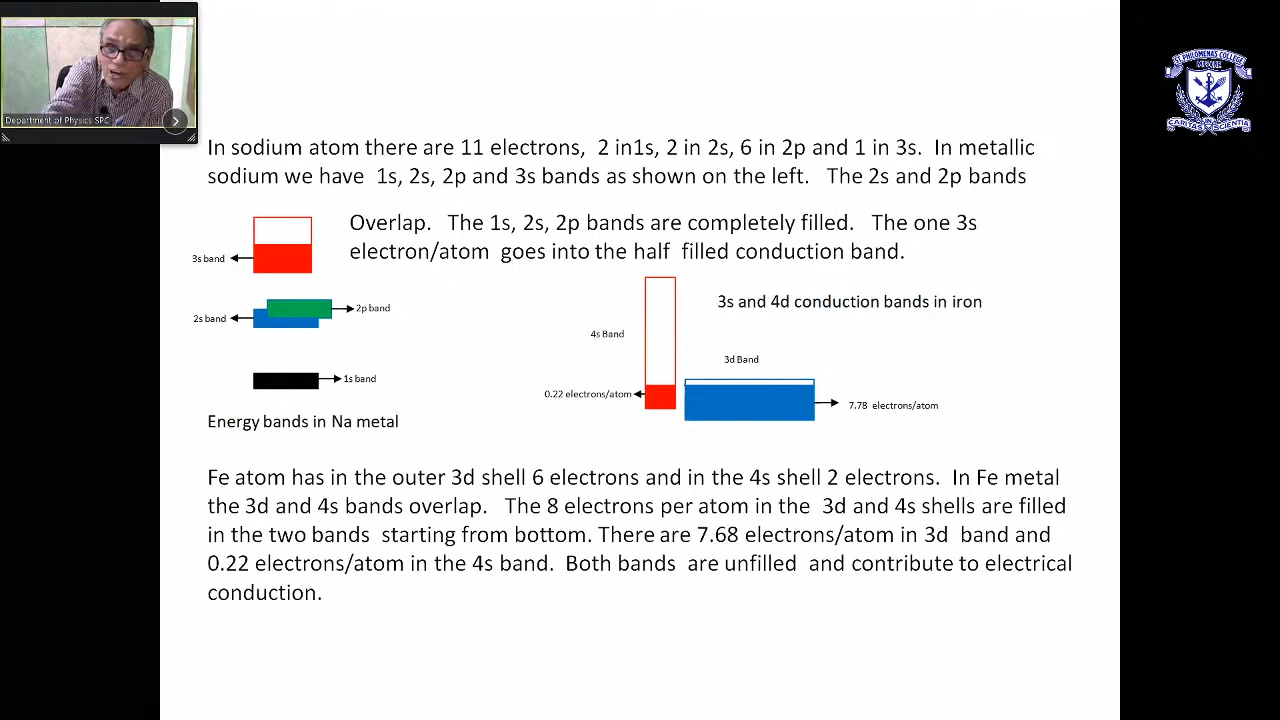 Department of Physics SPC
ST PHILOMENA'S COLLEGE
MYSORE
CARITAS SCIENTIA
In sodium atom there are 11 electrons, 2 in1s, 2 in 2s, 6 in 2p and 1 in 3s. In metallic
sodium we have 1s, 2s, 2p and 3s bands as shown on the left. The 2s and 2p bands
Overlap. The 1s, 2s, 2p bands are completely filled. The one 3s
electron/atom goes into the half filled conduction band.
3s band
2s band
2p band
1s band
Energy bands in Na metal
3s and 4d conduction bands in iron
4s Band
3d Band
0.22 electrons/atom
7.78 electrons/atom
Fe atom has in the outer 3d shell 6 electrons and in the 4s shell 2 electrons. In Fe metal
the 3d and 4s bands overlap. The 8 electrons per atom in the 3d and 4s shells are filled
in the two bands starting from bottom. There are 7.68 electrons/atom in 3d band and
0.22 electrons/atom in the 4s band. Both bands are unfilled and contribute to electrical
conduction.